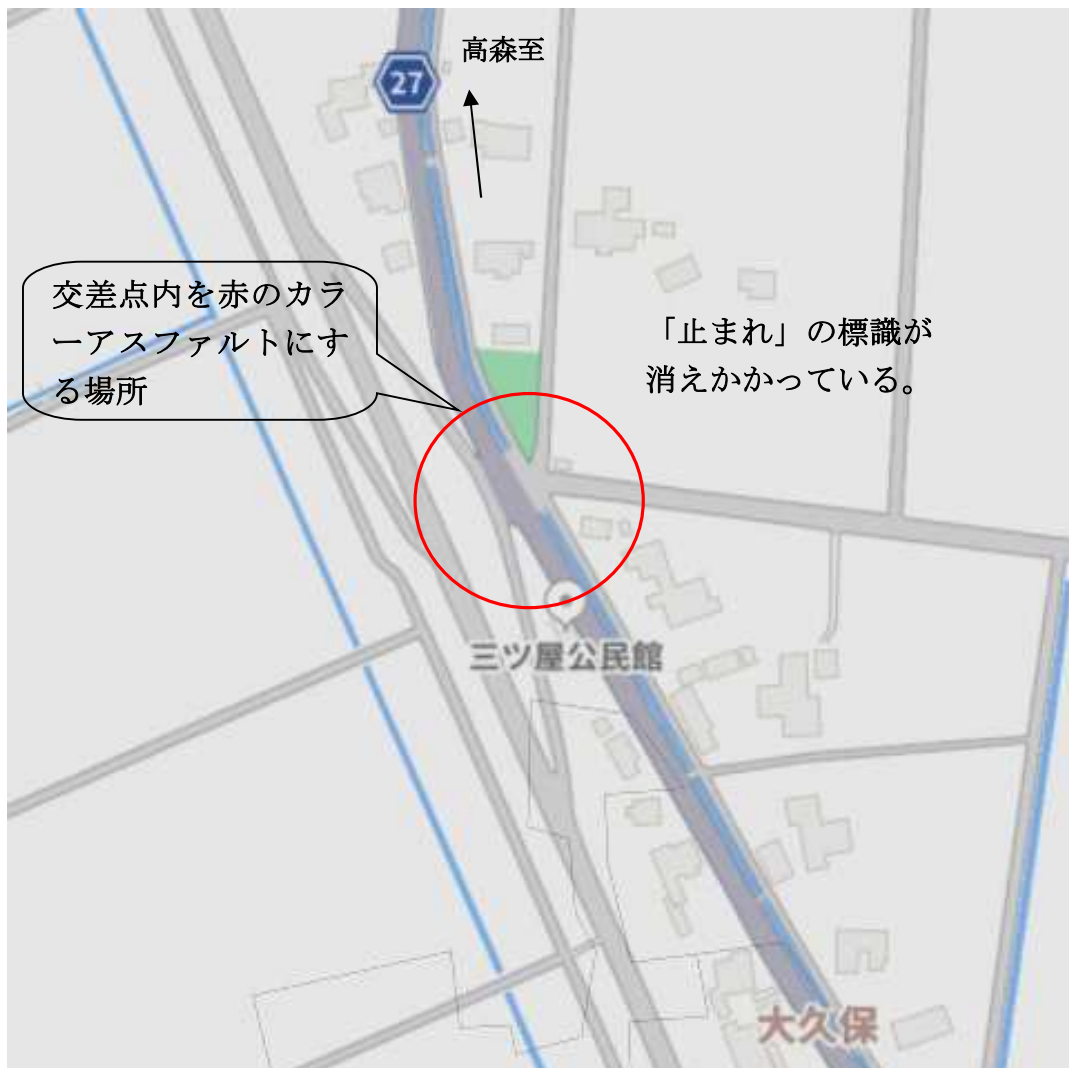 高森至
27
交差点内を赤のカラ
ーアスファルトにす
る場所
「止まれ」の標識が
消えかかっている。
三ツ屋公民館
大久保